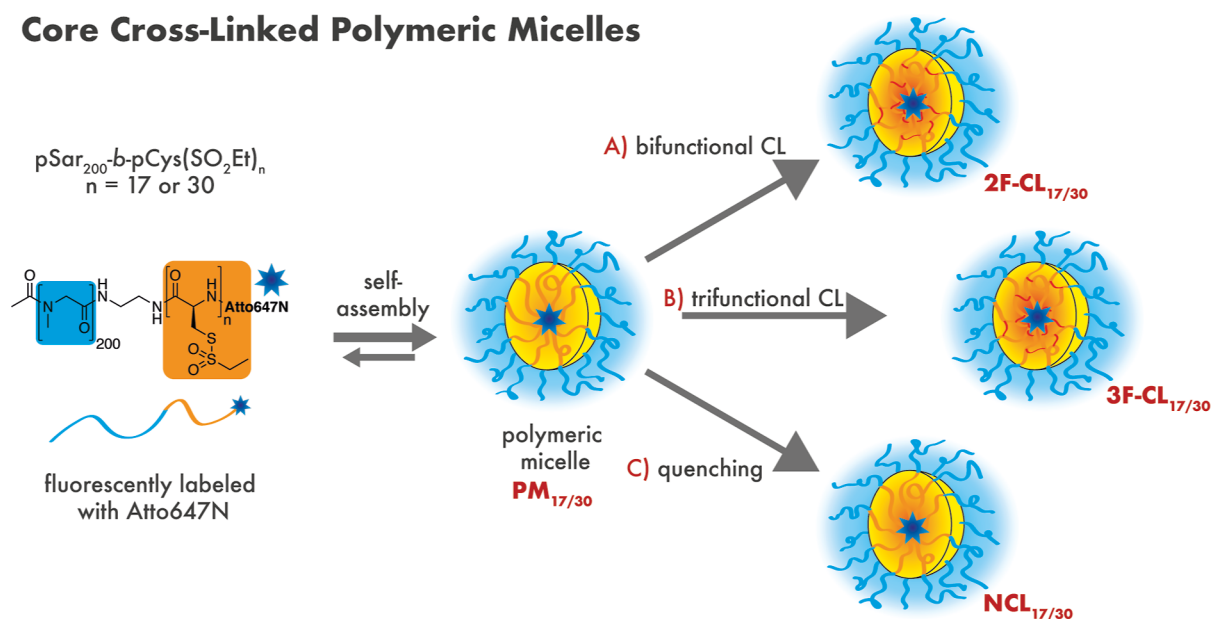 Core Cross-Linked Polymeric Micelles
pSar200-b-pCys(SO2Et)n
n = 17 or 30
O
N
O
200
H
N
N
H
O
H
N
n
Atto647N
S
O
S
O
fluorescently labeled
with Atto647N
self-
assembly
polymeric
micelle
PM17/30
A) bifunctional CL
2F-CL17/30
B) trifunctional CL
3F-CL17/30
C) quenching
NCL17/30